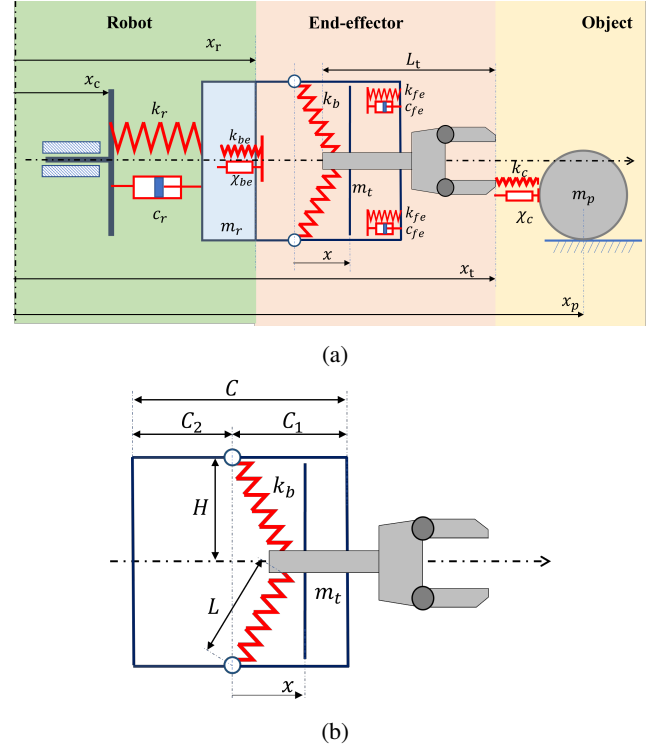 Robot End-effector Object
x_r
L_t
x_c
k_r
k_b
k_fe
c_fe
k_be
χ_be
k_c
m_t
m_p
c_r
m_r
k_fe
c_fe
x
x_t
x_p
(a)
C
C_2 C_1
k_b
H
m_t
L
x
(b)